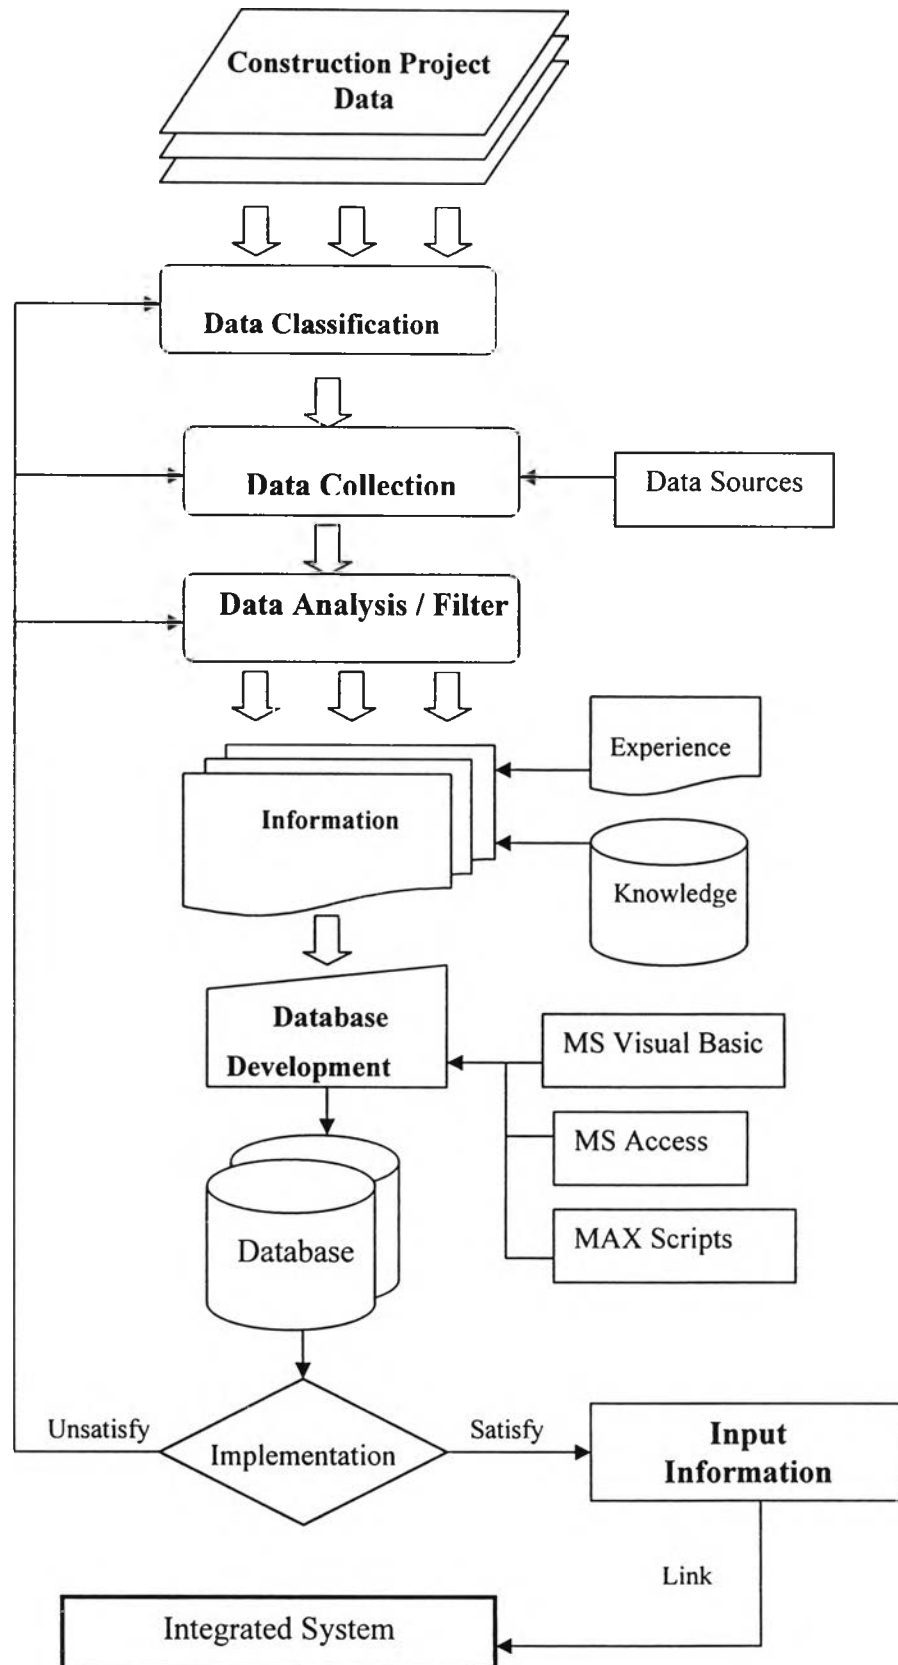 Construction Project
Data
Data Classification
Data Collection
Data Sources
Data Analysis / Filter
Experience
Information
Knowledge
Database
Development
MS Visual Basic
MS Access
MAX Scripts
Database
Unsatisfy
Implementation
Satisfy
Input
Information
Link
Integrated System